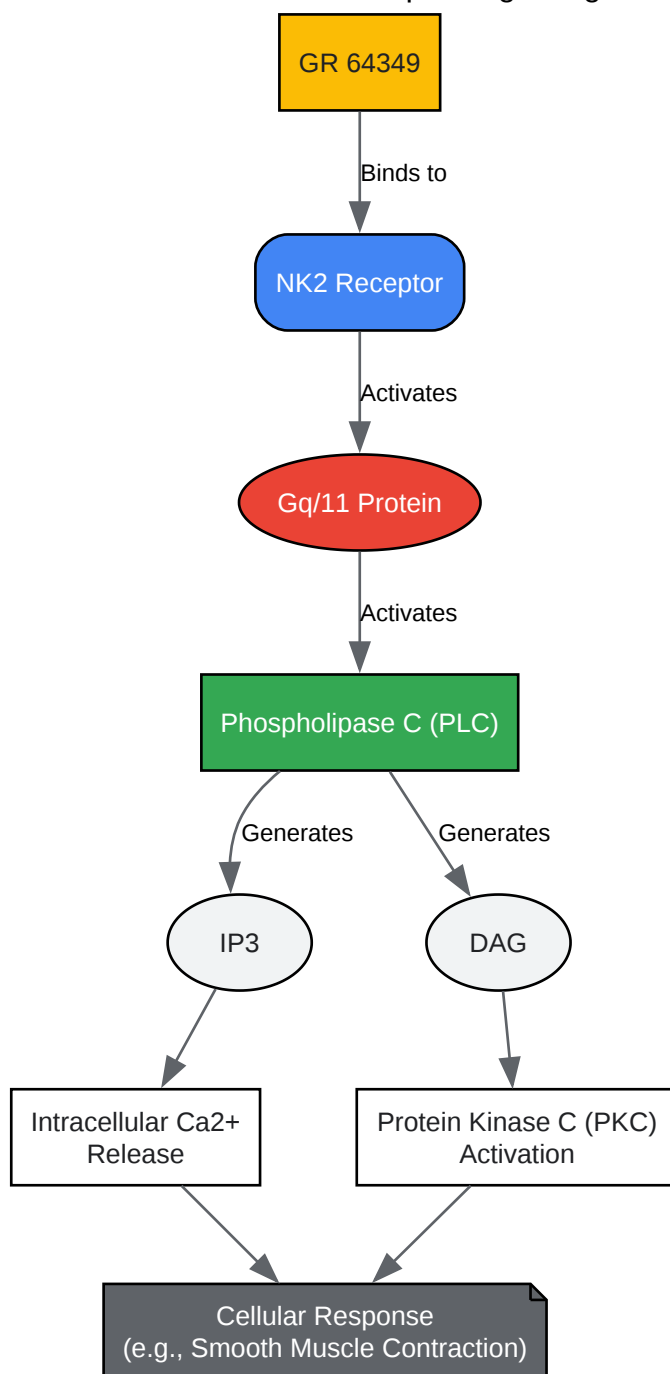 GR 64349
Binds to
NK2 Receptor
Activates
Gq/11 Protein
Activates
Phospholipase C (PLC)
Generates Generates
IP3 DAG
Intracellular Ca2+
Release
Protein Kinase C (PKC)
Activation
Cellular Response
(e.g., Smooth Muscle Contraction)